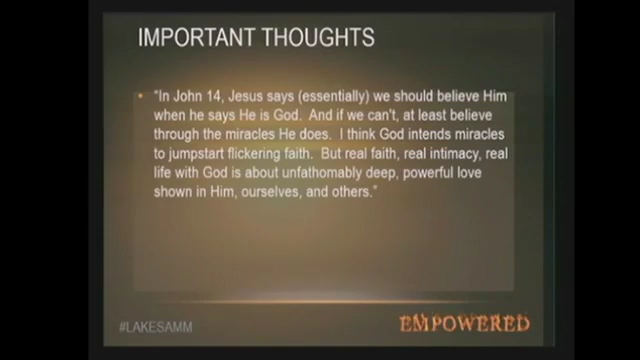 IMPORTANT THOUGHTS
• "In John 14, Jesus says (essentially) we should believe Him
when he says He is God. And if we can't, at least believe
through the miracles He does. I think God intends miracles
to jumpstart flickering faith. But real faith, real intimacy, real
life with God is about unfathomably deep, powerful love
shown in Him, ourselves, and others."
#LAKESAMM
EMPOWERED